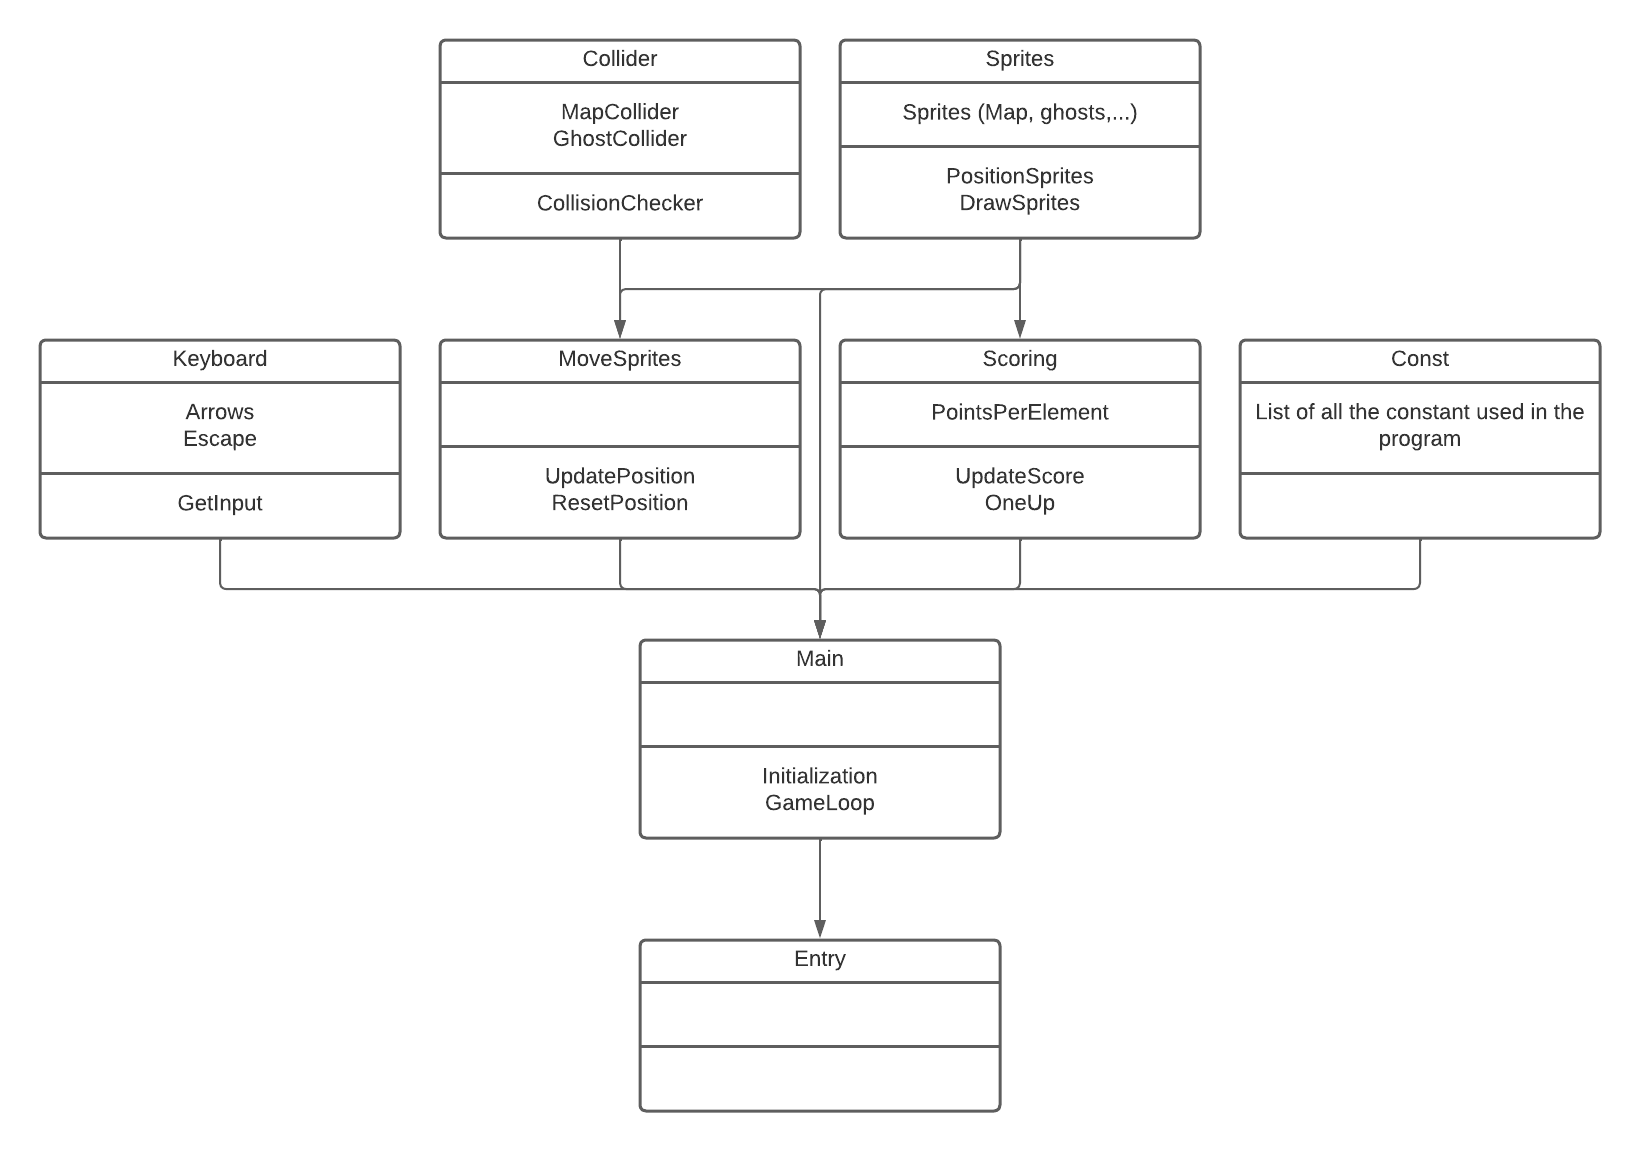 Collider
MapCollider
GhostCollider
CollisionChecker
Sprites
Sprites (Map, ghosts,...)
PositionSprites
DrawSprites
Keyboard
Arrows
Escape
GetInput
MoveSprites
UpdatePosition
ResetPosition
Scoring
PointsPerElement
UpdateScore
OneUp
Const
List of all the constant used in the
program
Main
Initialization
GameLoop
Entry